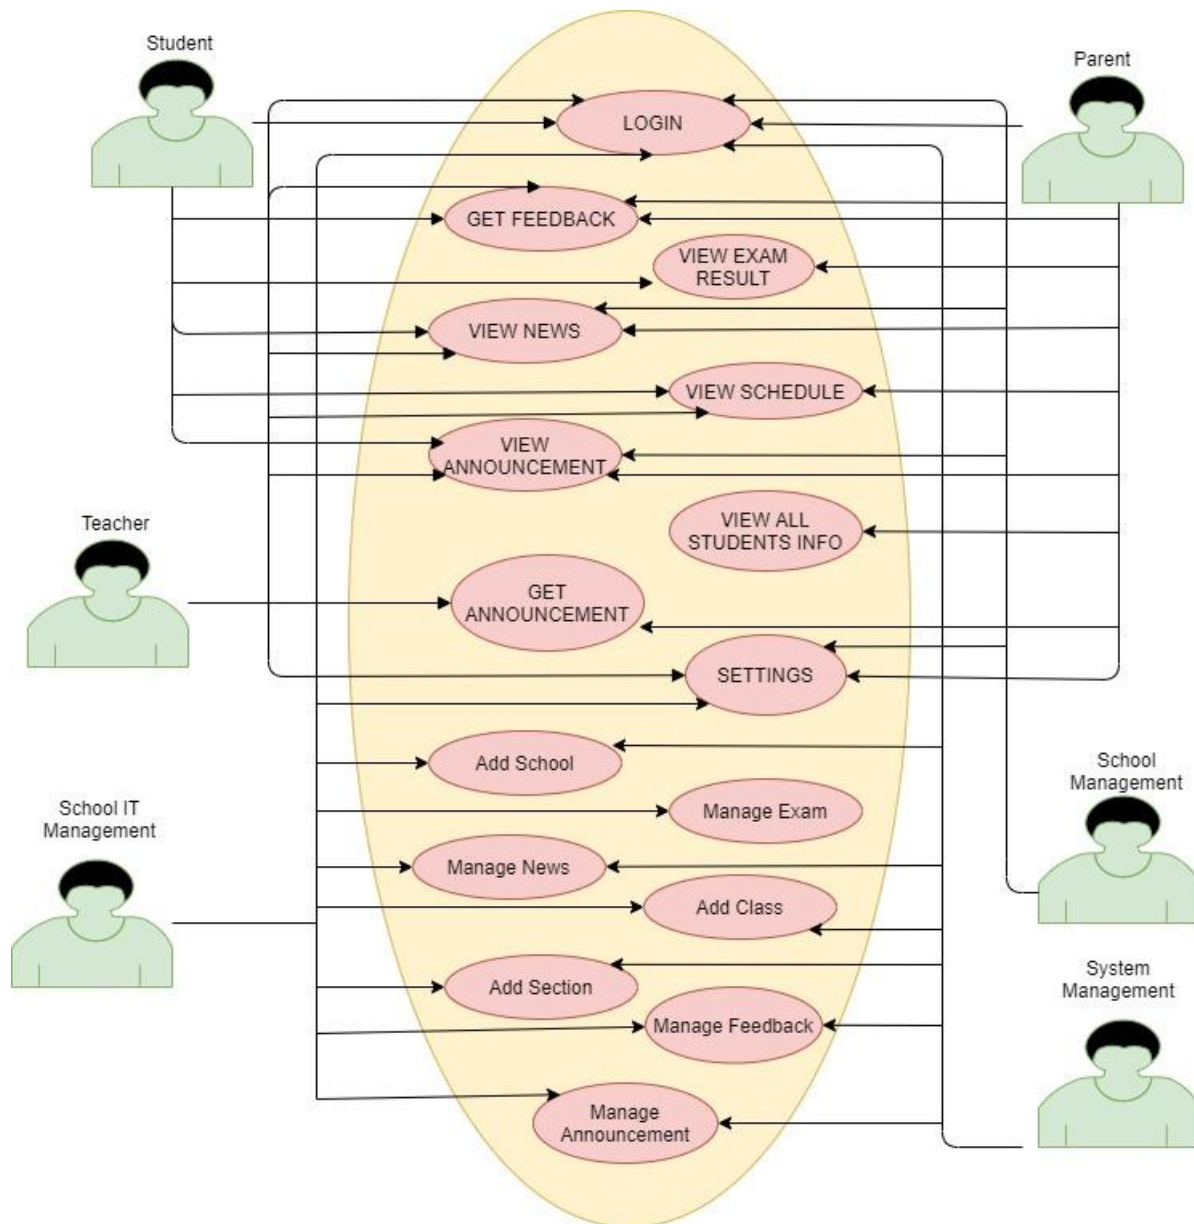 Student
Parent
LOGIN
GET FEEDBACK
VIEW EXAM
RESULT
VIEW NEWS
VIEW SCHEDULE
VIEW
ANNOUNCEMENT
Teacher
VIEW ALL
STUDENTS INFO
GET
ANNOUNCEMENT
SETTINGS
Add School
School
Management
School IT
Management
Manage Exam
Manage News
Add Class
Add Section
System
Management
Manage Feedback
Manage
Announcement